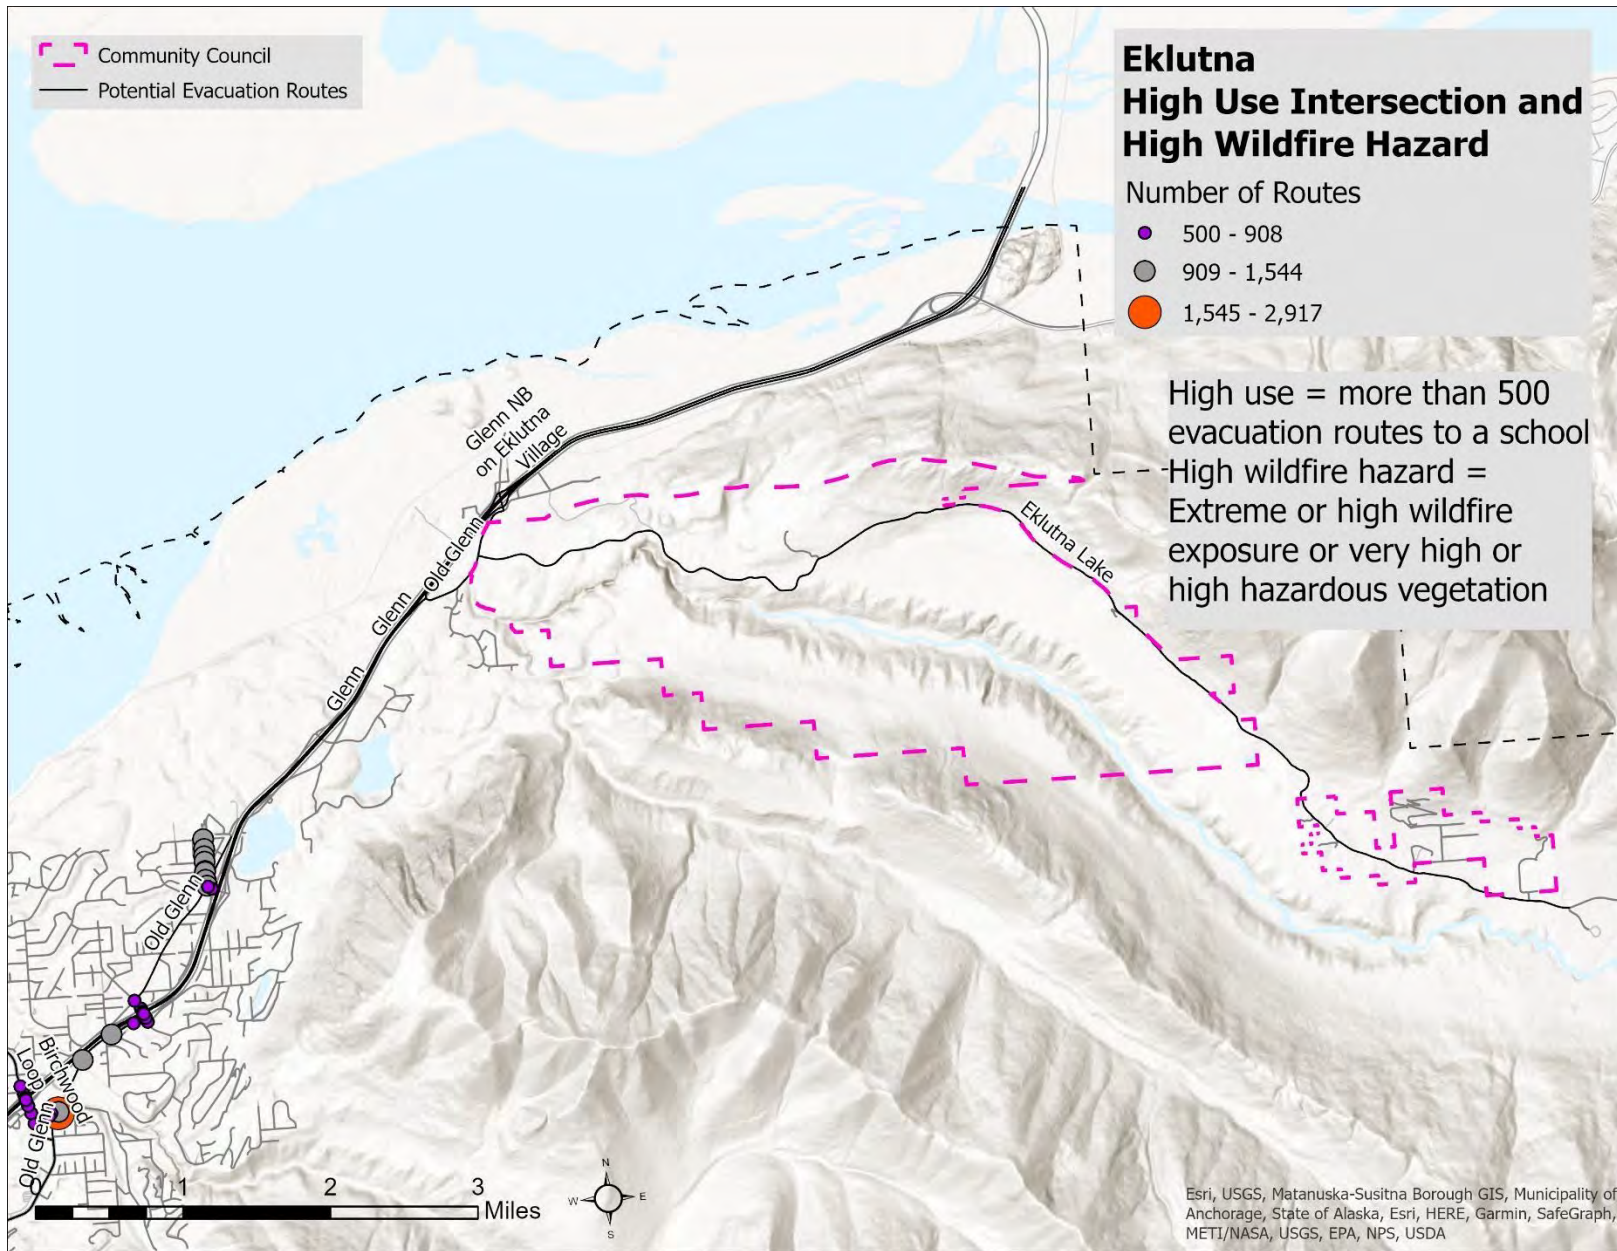 Community Council
Potential Evacuation Routes
Eklutna
High Use Intersection and
High Wildfire Hazard
Number of Routes
500 - 908
909 - 1,544
1,545 - 2,917
High use = more than 500
evacuation routes to a school
High wildfire hazard =
Extreme or high wildfire
exposure or very high or
high hazardous vegetation
Glenn NB
on Eklutna
Village
Eklutna Lake
Old Glenn
Glenn
Glenn
Old Glenn
Birchwood
Loop
Old Glenn
0 1 2 3
Miles
N
W E
S
Esri, USGS, Matanuska-Susitna Borough GIS, Municipality of
Anchorage, State of Alaska, Esri, HERE, Garmin, SafeGraph,
METI/NASA, USGS, EPA, NPS, USDA